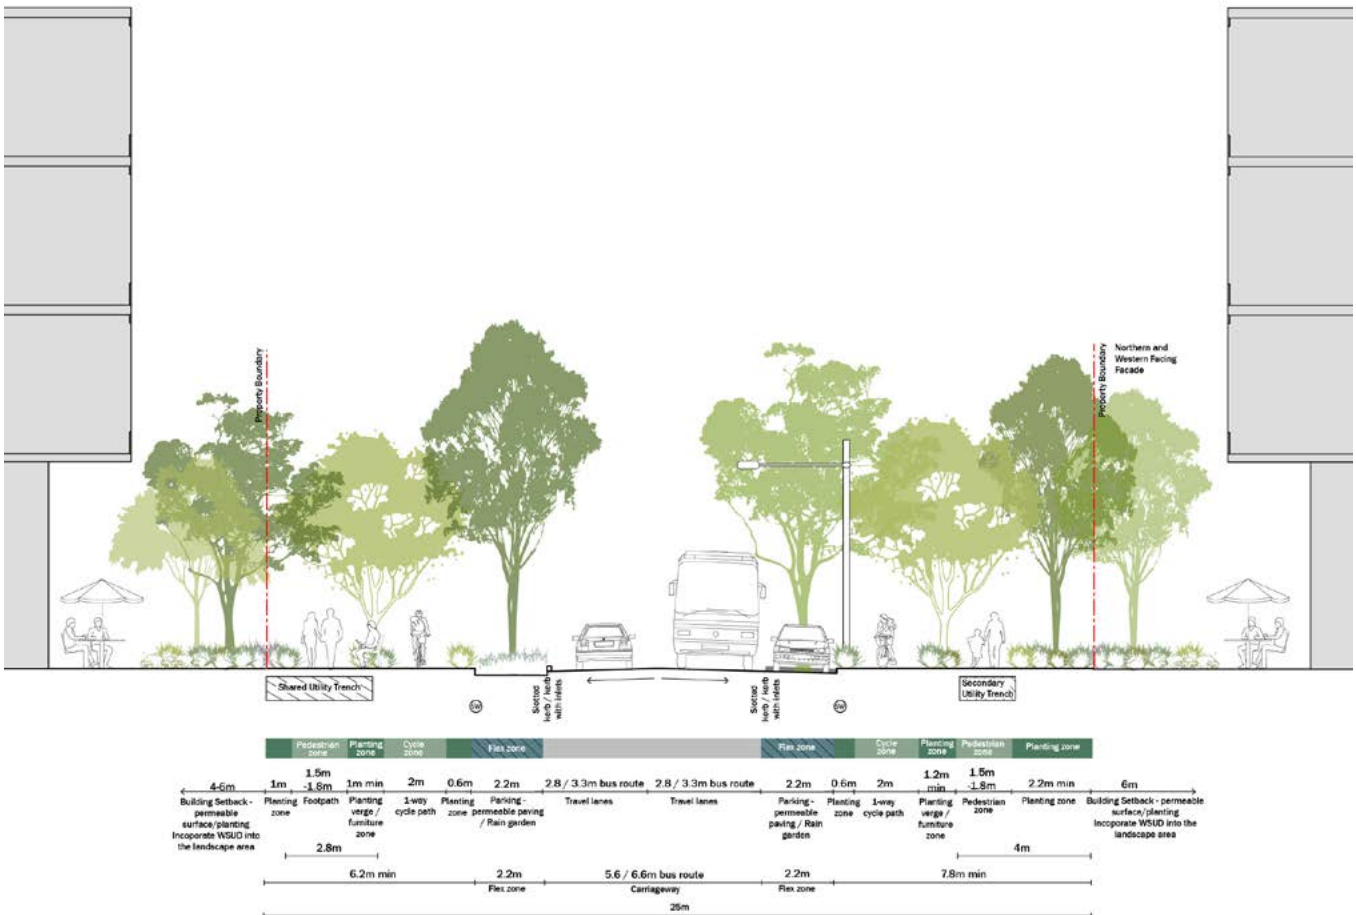 Property Boundary
Property Boundary
Northern and
Western Facing
Facade
Shared Utility Trench
Secondary
Utility Trench
SW
Slotted
kerb / kerb
with inlets
Slotted
kerb / kerb
with inlets
SW
Pedestrian
zone
Planting
zone
Cycle
zone
Flex zone
Flex zone
Cycle
zone
Planting
zone
Pedestrian
zone
Planting zone
4-6m
Building Setback -
permeable
surface/planting
Incoporate WSUD into
the landscape area
1m
Planting
zone
1.5m
-1.8m
Footpath
1m min
Planting
verge /
furniture
zone
2m
1-way
cycle path
0.6m
Planting
zone
2.2m
Parking -
permeable paving
/ Rain garden
2.8 / 3.3m bus route
Travel lanes
2.8 / 3.3m bus route
Travel lanes
2.2m
Parking -
permeable
paving / Rain
garden
0.6m
Planting
zone
2m
1-way
cycle path
1.2m
min
Planting
verge /
furniture
zone
1.5m
-1.8m
Pedestrian
zone
2.2m min
Planting zone
6m
Building Setback - permeable
surface/planting
Incoporate WSUD into the
landscape area
2.8m
4m
6.2m min
2.2m
Flex zone
5.6 / 6.6m bus route
Carriageway
2.2m
Flex zone
7.8m min
25m